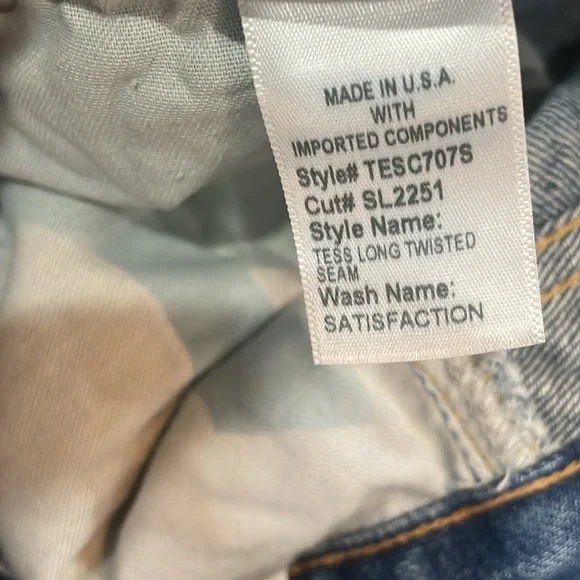 MADE IN U.S.A.
WITH
IMPORTED COMPONENTS
Style# TESC707S
Cut# SL2251
Style Name:
TESS LONG TWISTED
SEAM
Wash Name:
SATISFACTION